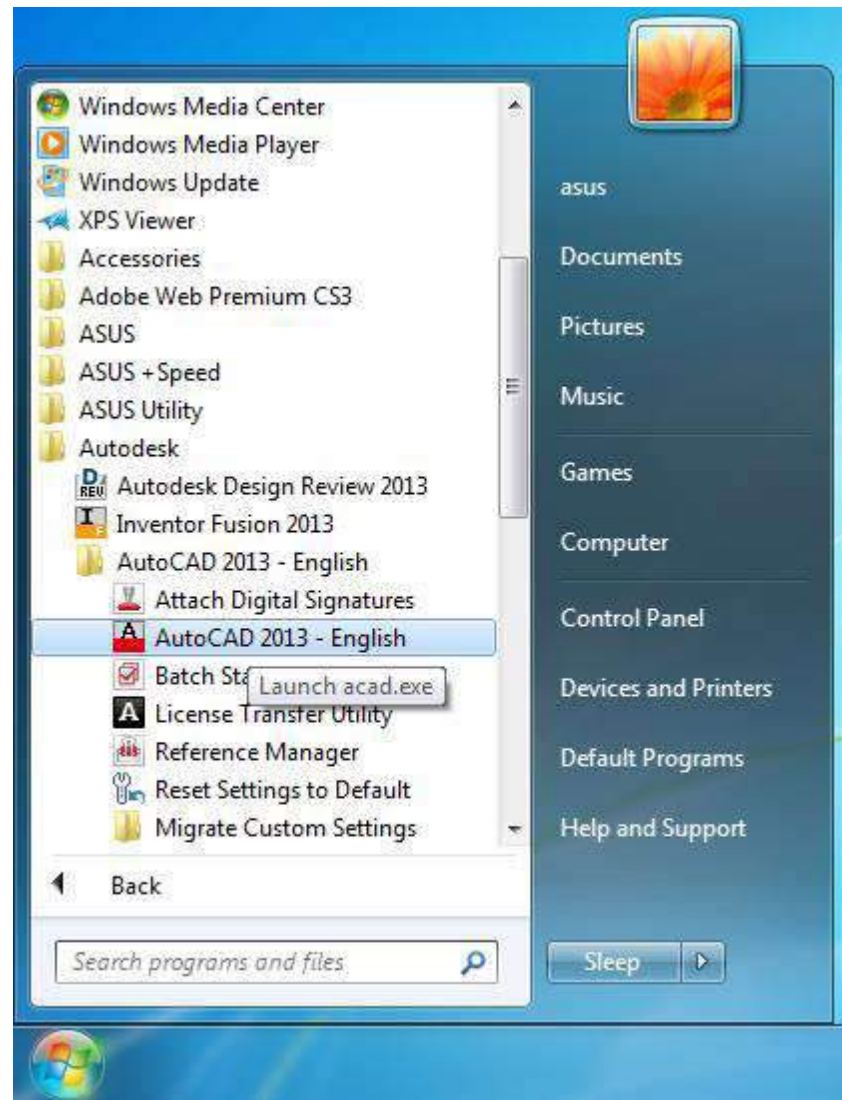 Windows Media Center
Windows Media Player
Windows Update
XPS Viewer
Accessories
Adobe Web Premium CS3
ASUS
ASUS +Speed
ASUS Utility
Autodesk
D REV Autodesk Design Review 2013
I F Inventor Fusion 2013
AutoCAD 2013 - English
Attach Digital Signatures
A AutoCAD 2013 - English
Batch Sta
Launch acad.exe
A License Transfer Utility
Reference Manager
Reset Settings to Default
Migrate Custom Settings
Back
Search programs and files
asus
Documents
Pictures
Music
Games
Computer
Control Panel
Devices and Printers
Default Programs
Help and Support
Sleep